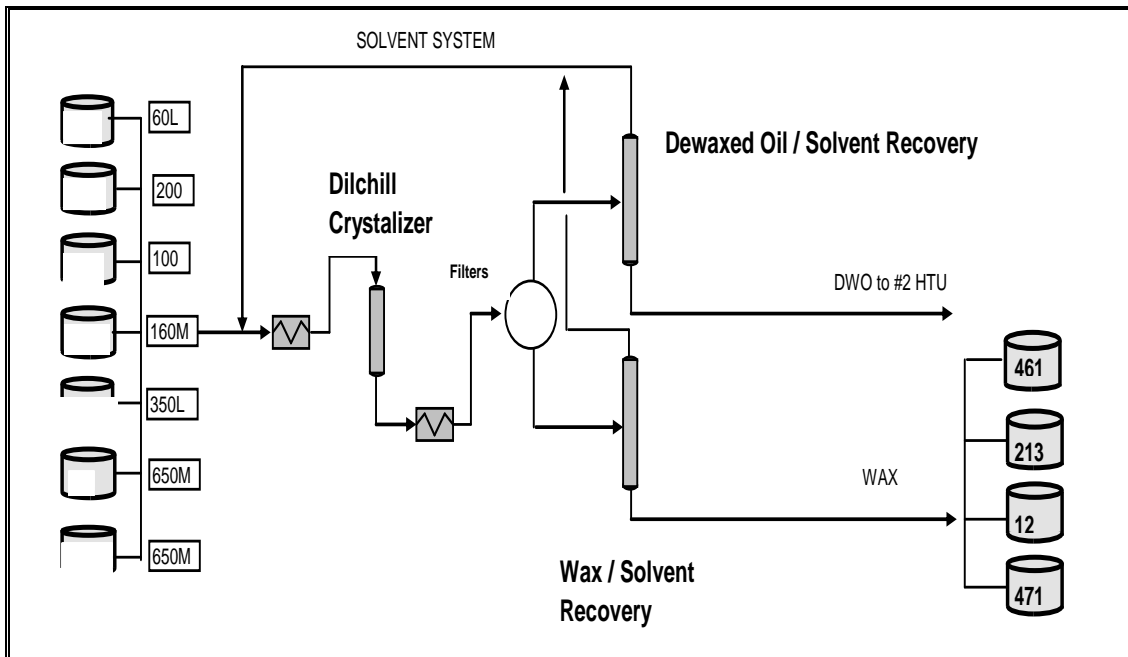 SOLVENT SYSTEM
60L
200
100
160M
350L
650M
650M
Dilchill
Crystalizer
Filters
Dewaxed Oil / Solvent Recovery
DWO to #2 HTU
WAX
Wax / Solvent
Recovery
461
213
12
471